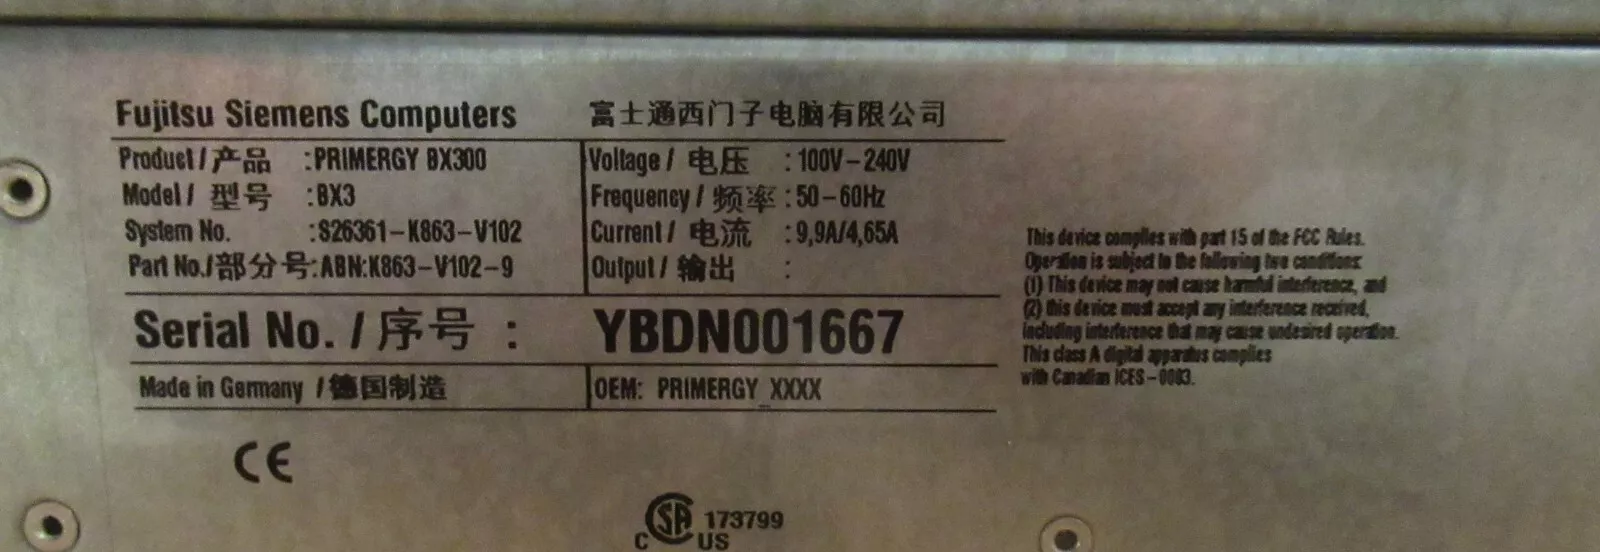 Fujitsu Siemens Computers 富士通西门子电脑有限公司
Product / 产品 :PRIMERGY BX300
Model / 型号 :BX3
System No. :S26361-K863-V102
Part No./部分号:ABN:K863-V102-9
Voltage / 电压 :100V-240V
Frequency / 频率 :50-60Hz
Current / 电流 :9,9A/4,65A
Output / 输出 :
Serial No. / 序号 : YBDN001667
Made in Germany / 德国制造
OEM: PRIMERGY_XXXX
This device complies with part 15 of the FCC Rules.
Operation is subject to the following two conditions:
(1) This device may not cause harmful interference, and
(2) this device must accept any interference received,
including interference that may cause undesired operation.
This class A digital apparatus complies
with Canadian ICES-0003.
CE
CSA 173799
C US